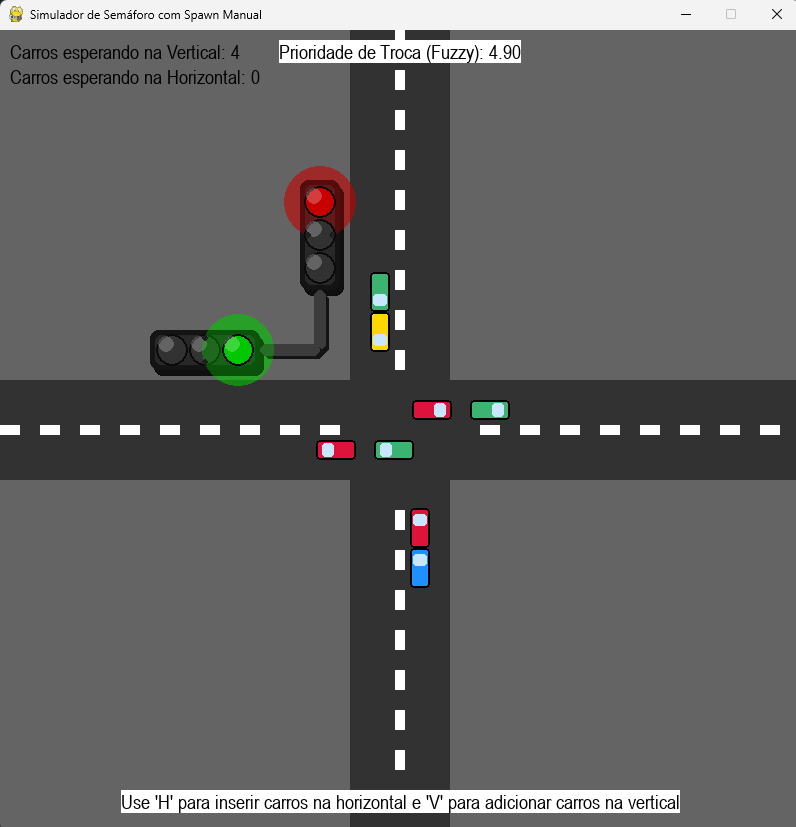 Simulador de Semáforo com Spawn Manual
Carros esperando na Vertical: 4
Prioridade de Troca (Fuzzy): 4.90
Carros esperando na Horizontal: 0
Use 'H' para inserir carros na horizontal e 'V' para adicionar carros na vertical